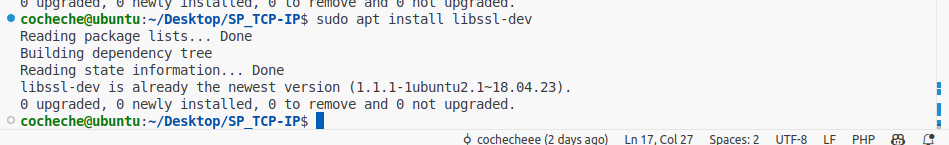 0 upgraded, 0 newly installed, 0 to remove and 0 not upgraded.
cocheche@ubuntu:~/Desktop/SP_TCP-IP$ sudo apt install libssl-dev
Reading package lists... Done
Building dependency tree
Reading state information... Done
libssl-dev is already the newest version (1.1.1-1ubuntu2.1~18.04.23).
0 upgraded, 0 newly installed, 0 to remove and 0 not upgraded.
cocheche@ubuntu:~/Desktop/SP_TCP-IP$
cochecheee (2 days ago) Ln 17, Col 27 Spaces: 2 UTF-8 LF PHP